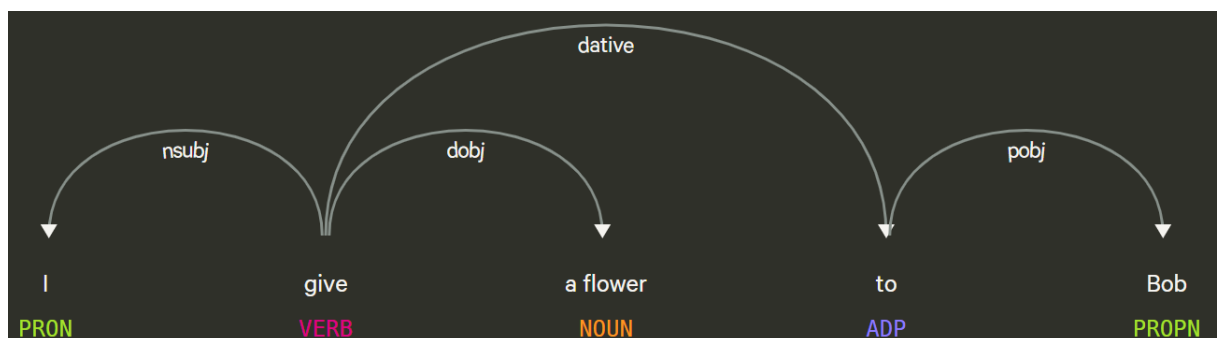 dative
nsubj dobj pobj
I give a flower to Bob
PRON VERB NOUN ADP PROPN